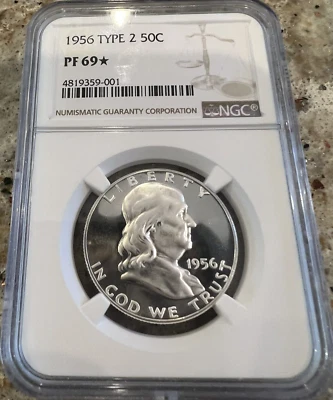 1956 TYPE 2 50C
PF 69★
4819359-001
NUMISMATIC GUARANTY CORPORATION
NGC®
LIBERTY
1956
IN GOD WE TRUST